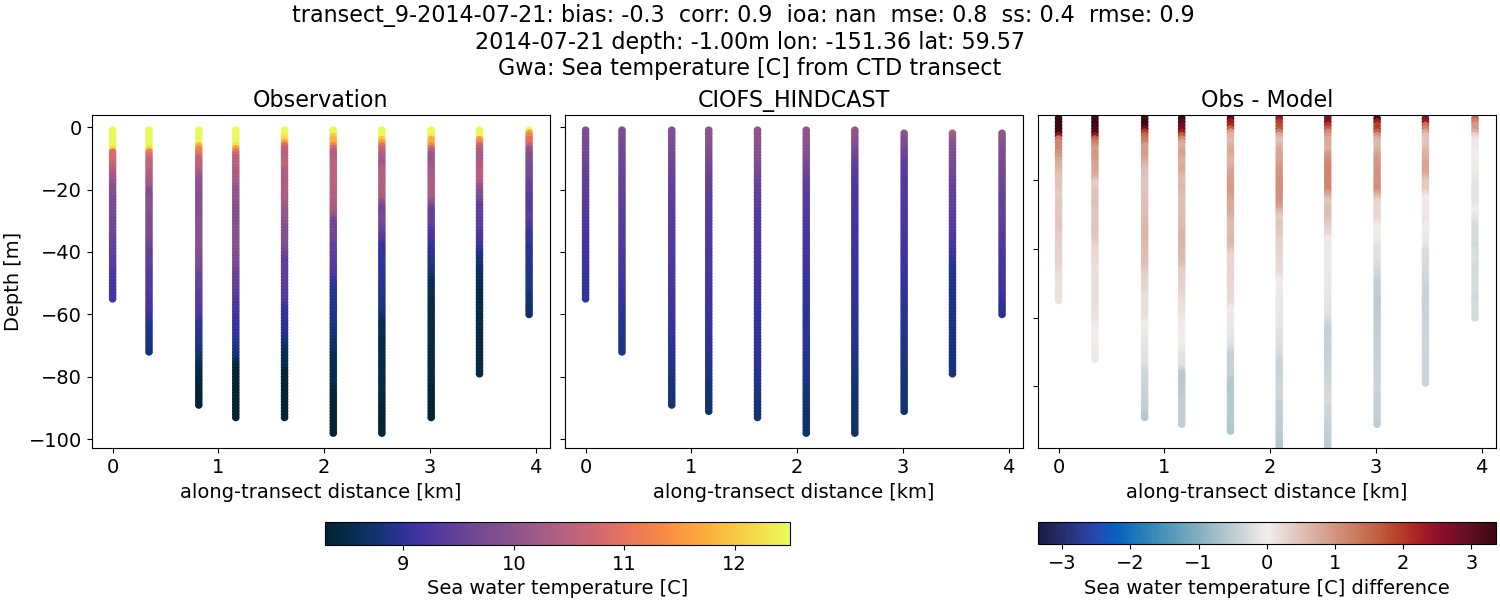 transect_9-2014-07-21: bias: -0.3  corr: 0.9  ioa: nan  mse: 0.8  ss: 0.4  rmse: 0.9
2014-07-21 depth: -1.00m lon: -151.36 lat: 59.57
Gwa: Sea temperature [C] from CTD transect
Observation
CIOFS_HINDCAST
Obs - Model
Depth [m]
0
−20
−40
−60
−80
−100
0 1 2 3 4
0 1 2 3 4
0 1 2 3 4
along-transect distance [km]
along-transect distance [km]
along-transect distance [km]
9 10 11 12
Sea water temperature [C]
−3 −2 −1 0 1 2 3
Sea water temperature [C] difference